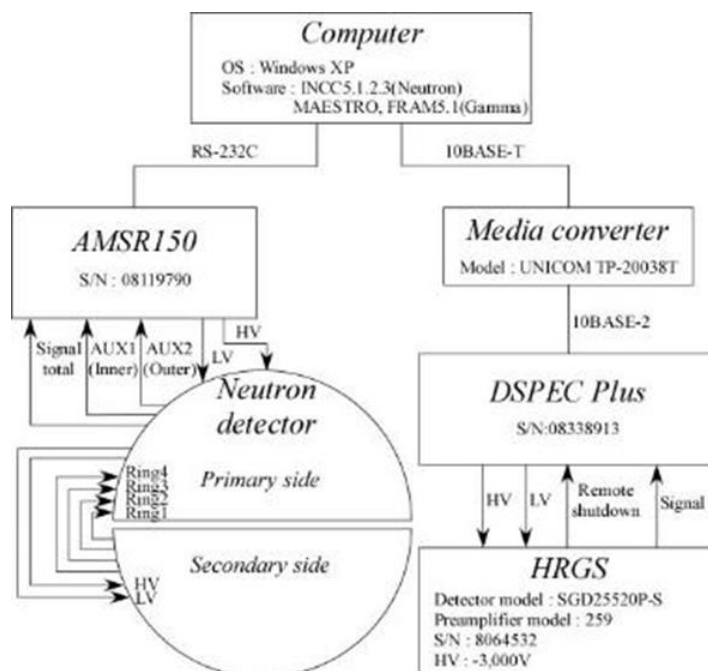 Computer
OS : Windows XP
Software : INCC5.1.2.3(Neutron)
MAESTRO, FRAM5.1(Gamma)
RS-232C
10BASE-T
AMSR150
S/N : 08119790
Media converter
Model : UNICOM TP-20038T
10BASE-2
Signal total
AUX1 (Inner)
AUX2 (Outer)
LV
HV
Neutron
detector
Primary side
Ring4
Ring3
Ring2
Ring1
Secondary side
HV
LV
DSPEC Plus
S/N:08338913
HV
LV
Remote shutdown
Signal
HRGS
Detector model : SGD25520P-S
Preamplifier model : 259
S/N : 8064532
HV : -3,000V